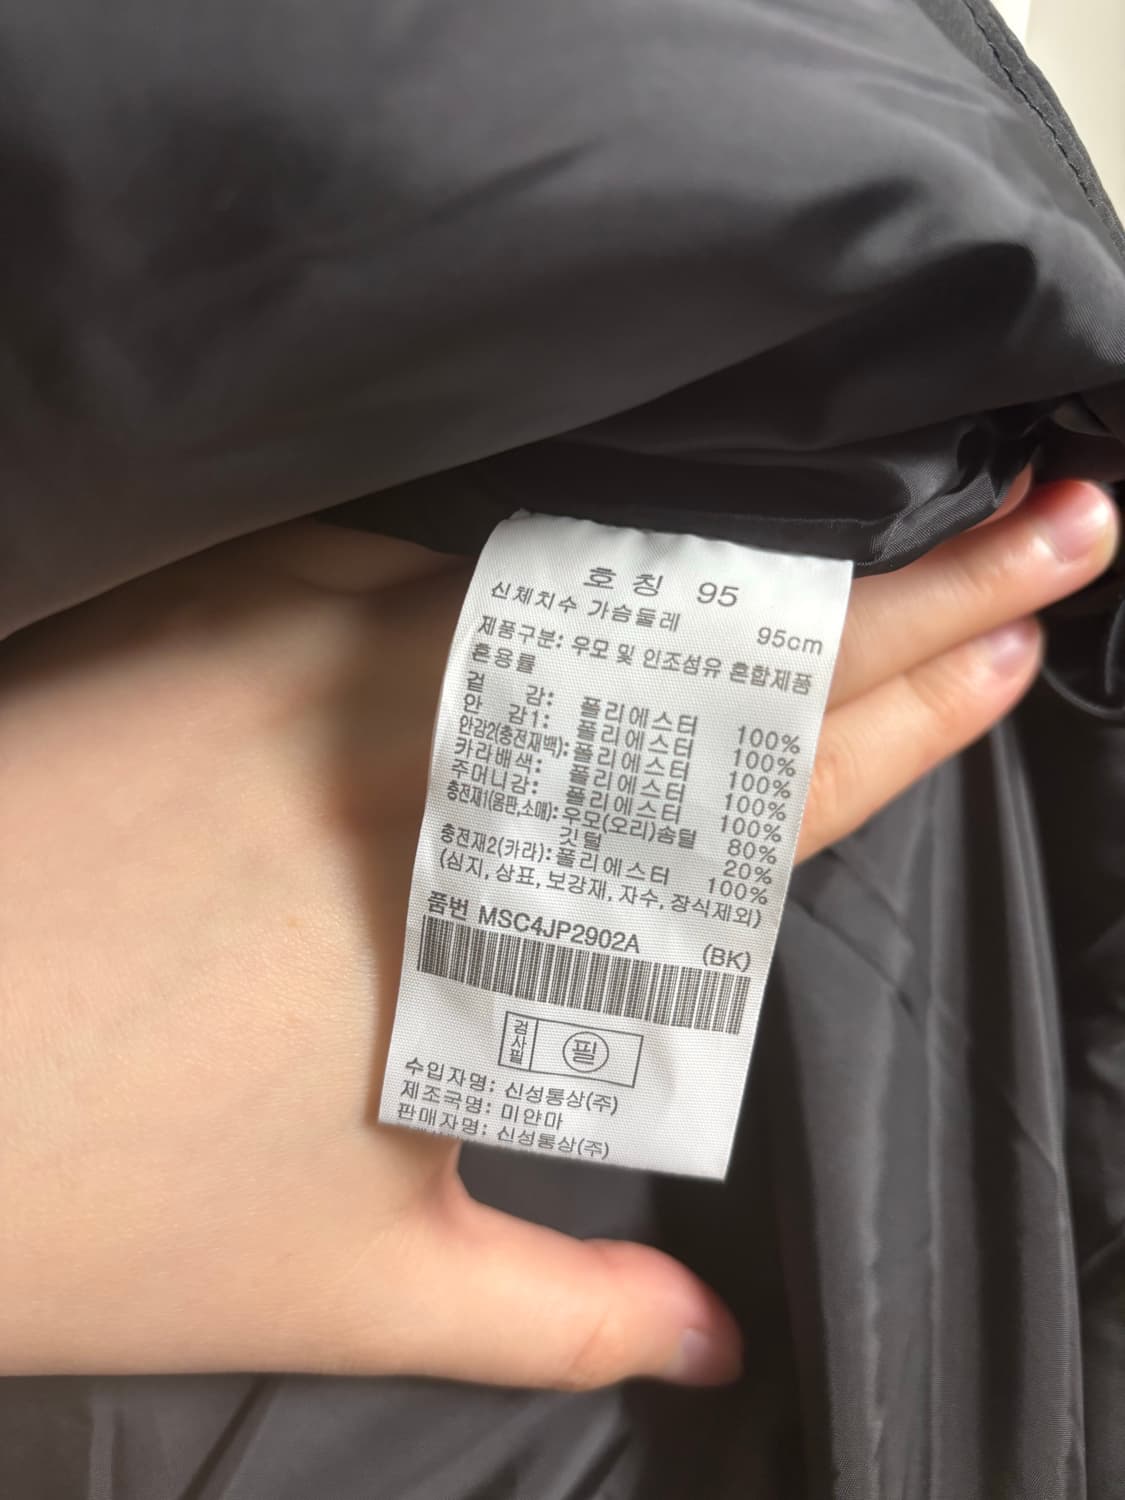 호칭 95
신체치수 가슴둘레 95cm
제품구분: 우모 및 인조섬유 혼합제품
혼용률
겉 감: 폴리에스터 100%
안 감1: 폴리에스터 100%
안감2(충전재백): 폴리에스터 100%
카라배색: 폴리에스터 100%
주머니감: 폴리에스터 100%
충전재1(몸판,소매): 우모(오리)솜털 80%
깃털 20%
충전재2(카라): 폴리에스터 100%
(심지, 상표, 보강재, 자수, 장식제외)
품번 MSC4JP2902A (BK)
검사필 필
수입자명: 신성통상(주)
제조국명: 미얀마
판매자명: 신성통상(주)